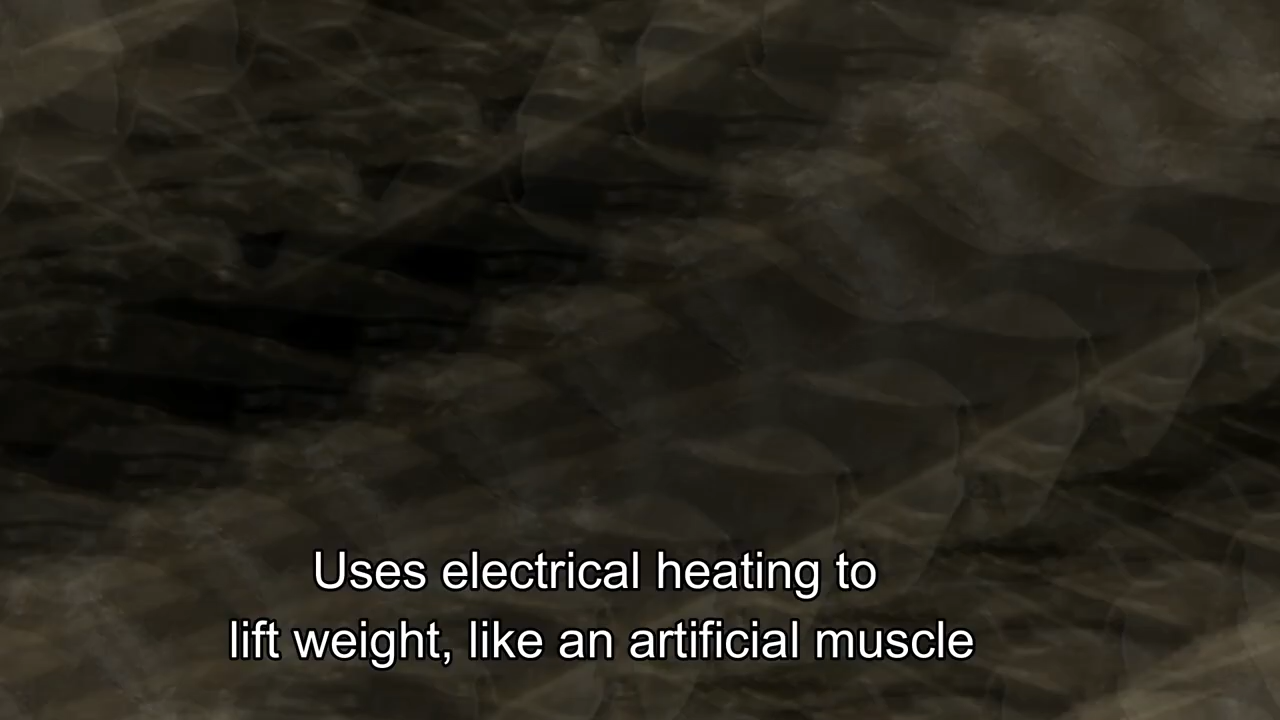 Uses electrical heating to
lift weight, like an artificial muscle